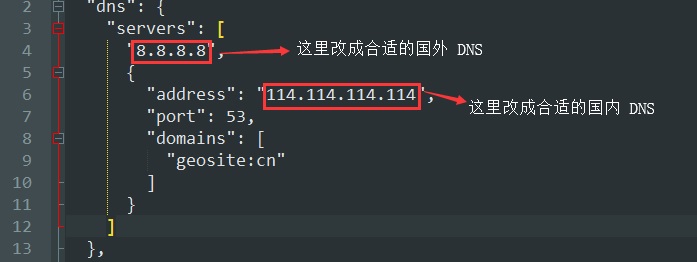 2 "dns": {
3 "servers": [
4 "8.8.8.8", 这里改成合适的国外 DNS
5 {
6 "address": "114.114.114.114", 这里改成合适的国内 DNS
7 "port": 53,
8 "domains": [
9 "geosite:cn"
10 ]
11 }
12 ]
13 },